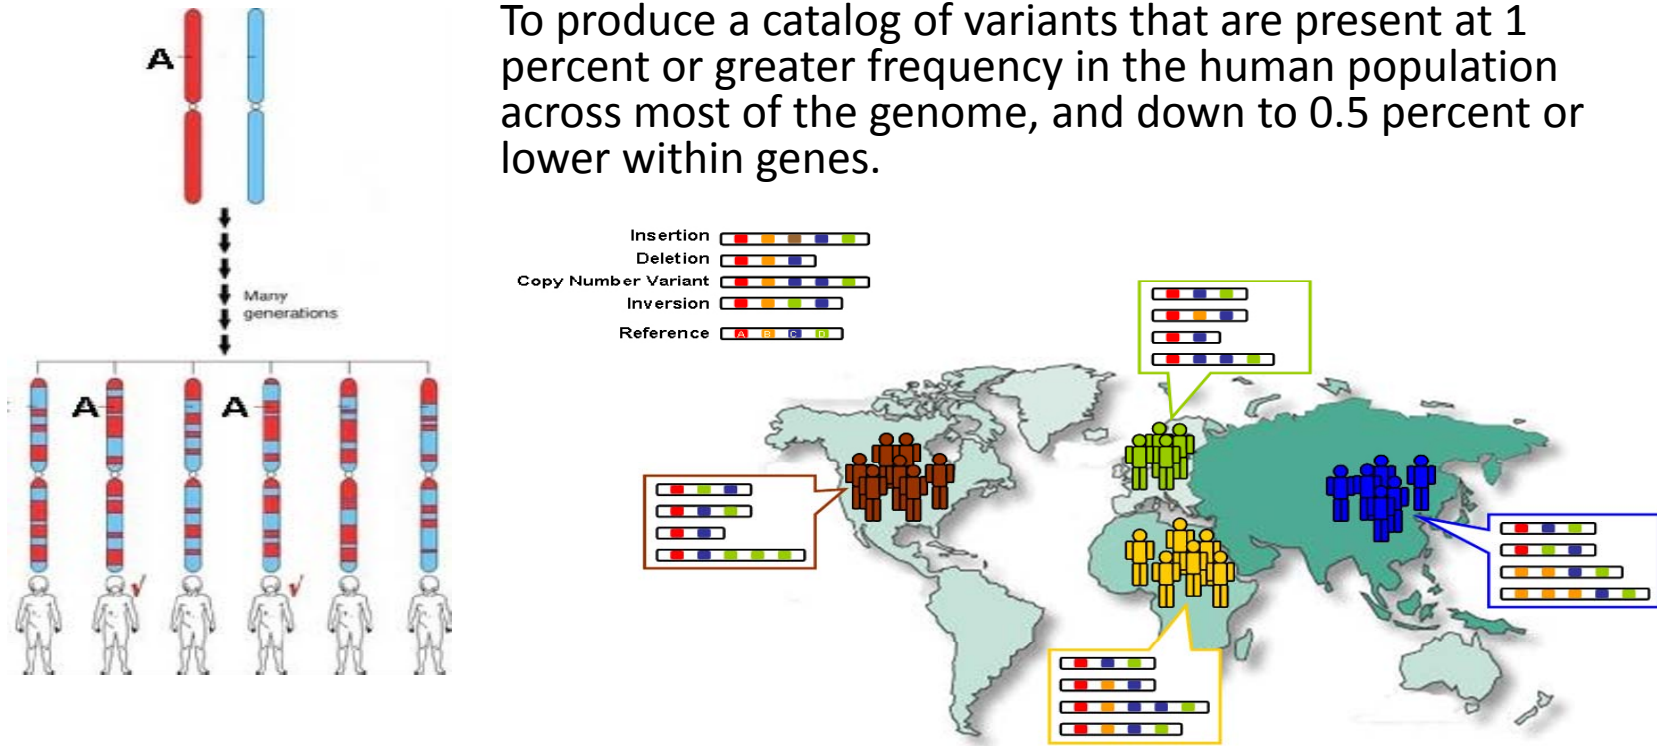 To produce a catalog of variants that are present at 1
percent or greater frequency in the human population
across most of the genome, and down to 0.5 percent or
lower within genes.
A
Many
generations
A
A
Insertion
Deletion
Copy Number Variant
Inversion
Reference
A B C D